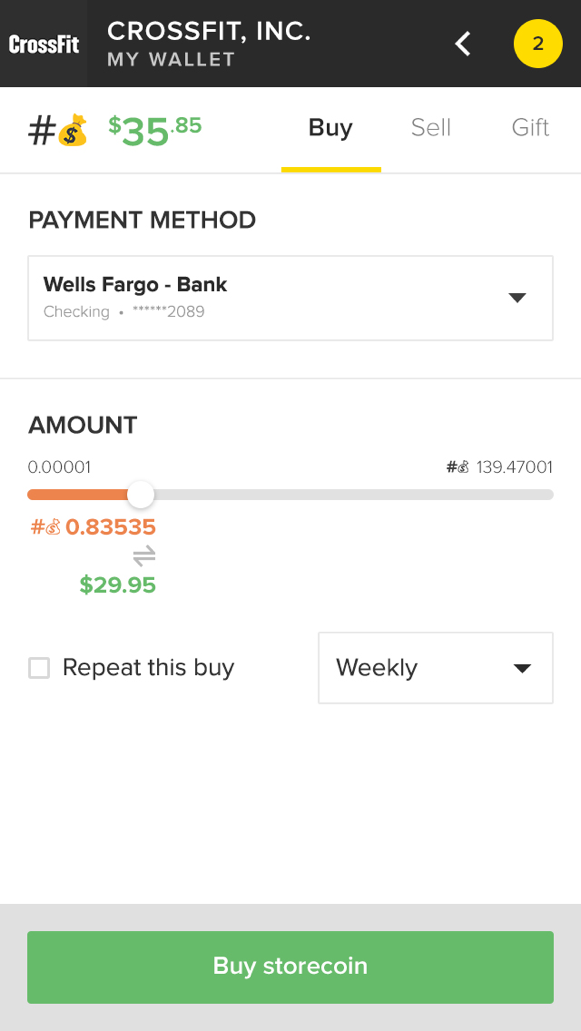 CrossFit
CROSSFIT, INC.
MY WALLET
2
#💰 $35.85
Buy
Sell
Gift
PAYMENT METHOD
Wells Fargo - Bank
Checking • ******2089
AMOUNT
0.00001
#💰 139.47001
#💰 0.83535
$29.95
Repeat this buy
Weekly
Buy storecoin